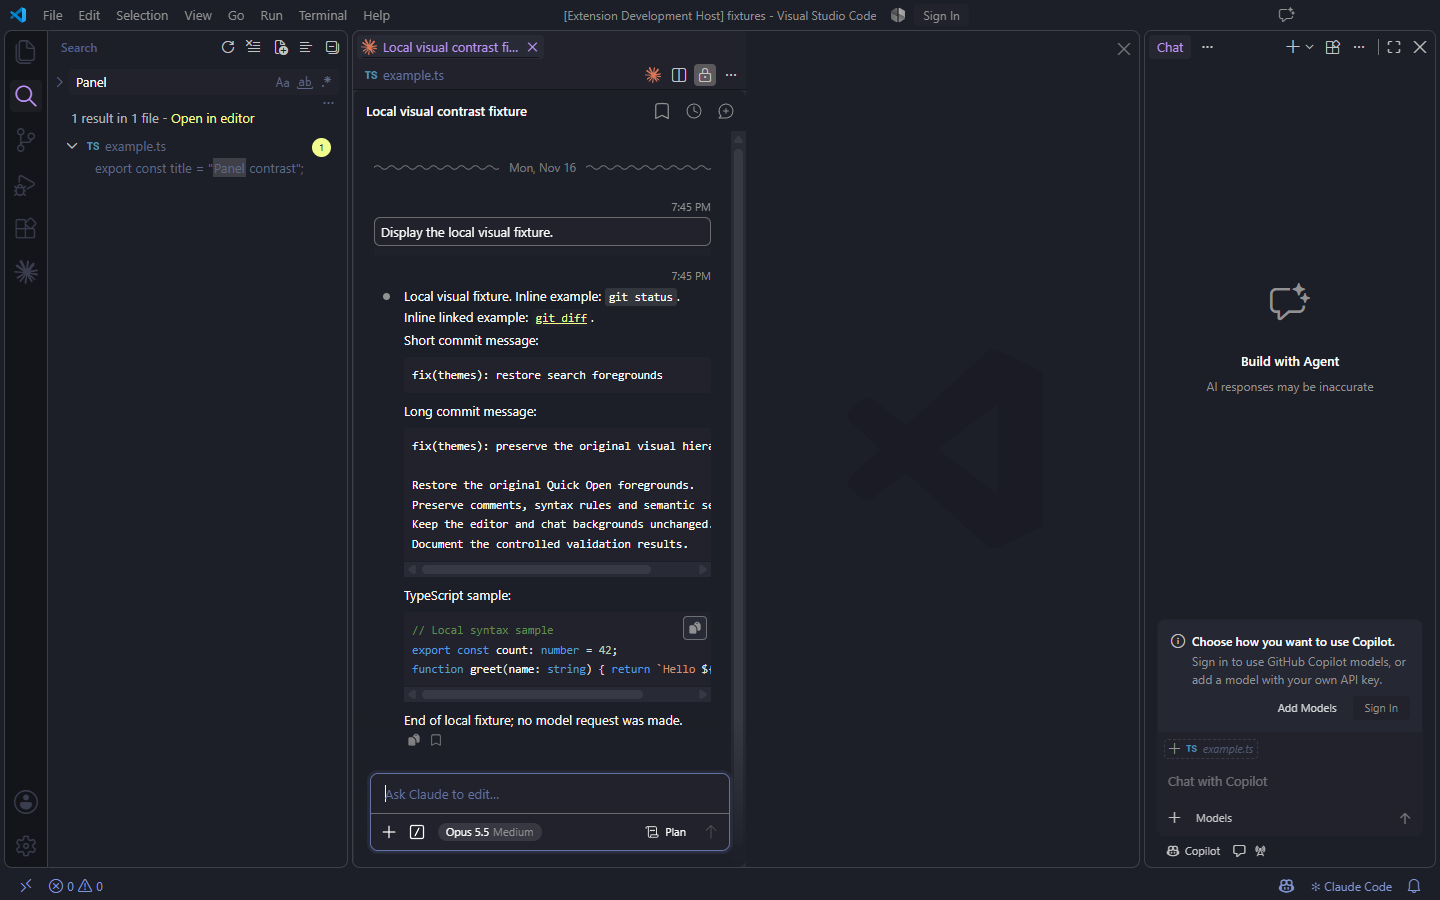 File Edit Selection View Go Run Terminal Help
[Extension Development Host] fixtures - Visual Studio Code
Sign In
Search
Panel
Aa ab .*
1 result in 1 file - Open in editor
TS example.ts
1
export const title = "Panel contrast";
Local visual contrast fi...
TS example.ts
Local visual contrast fixture
Mon, Nov 16
7:45 PM
Display the local visual fixture.
7:45 PM
Local visual fixture. Inline example: git status.
Inline linked example: git diff.
Short commit message:
fix(themes): restore search foregrounds
Long commit message:
fix(themes): preserve the original visual hiera
Restore the original Quick Open foregrounds.
Preserve comments, syntax rules and semantic se
Keep the editor and chat backgrounds unchanged.
Document the controlled validation results.
TypeScript sample:
// Local syntax sample
export const count: number = 42;
function greet(name: string) { return `Hello ${
End of local fixture; no model request was made.
Ask Claude to edit...
Opus 5.5 Medium
Plan
Chat
Build with Agent
AI responses may be inaccurate
Choose how you want to use Copilot.
Sign in to use GitHub Copilot models, or
add a model with your own API key.
Add Models Sign In
TS example.ts
Chat with Copilot
Models
Copilot
0 0
Claude Code